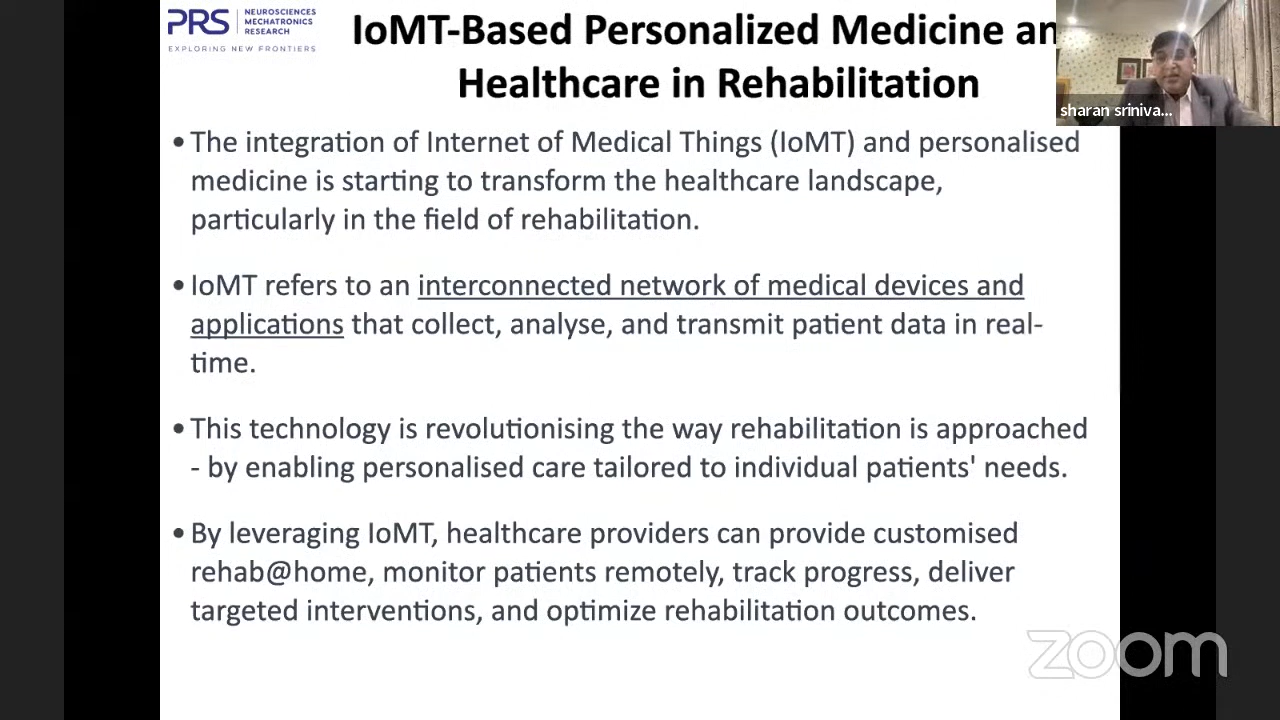 PRS
NEUROSCIENCES
MECHATRONICS
RESEARCH
EXPLORING NEW FRONTIERS
IoMT-Based Personalized Medicine an
Healthcare in Rehabilitation
sharan sriniva...
• The integration of Internet of Medical Things (IoMT) and personalised
medicine is starting to transform the healthcare landscape,
particularly in the field of rehabilitation.
• IoMT refers to an interconnected network of medical devices and
applications that collect, analyse, and transmit patient data in real-
time.
• This technology is revolutionising the way rehabilitation is approached
- by enabling personalised care tailored to individual patients' needs.
• By leveraging IoMT, healthcare providers can provide customised
rehab@home, monitor patients remotely, track progress, deliver
targeted interventions, and optimize rehabilitation outcomes.
zoom